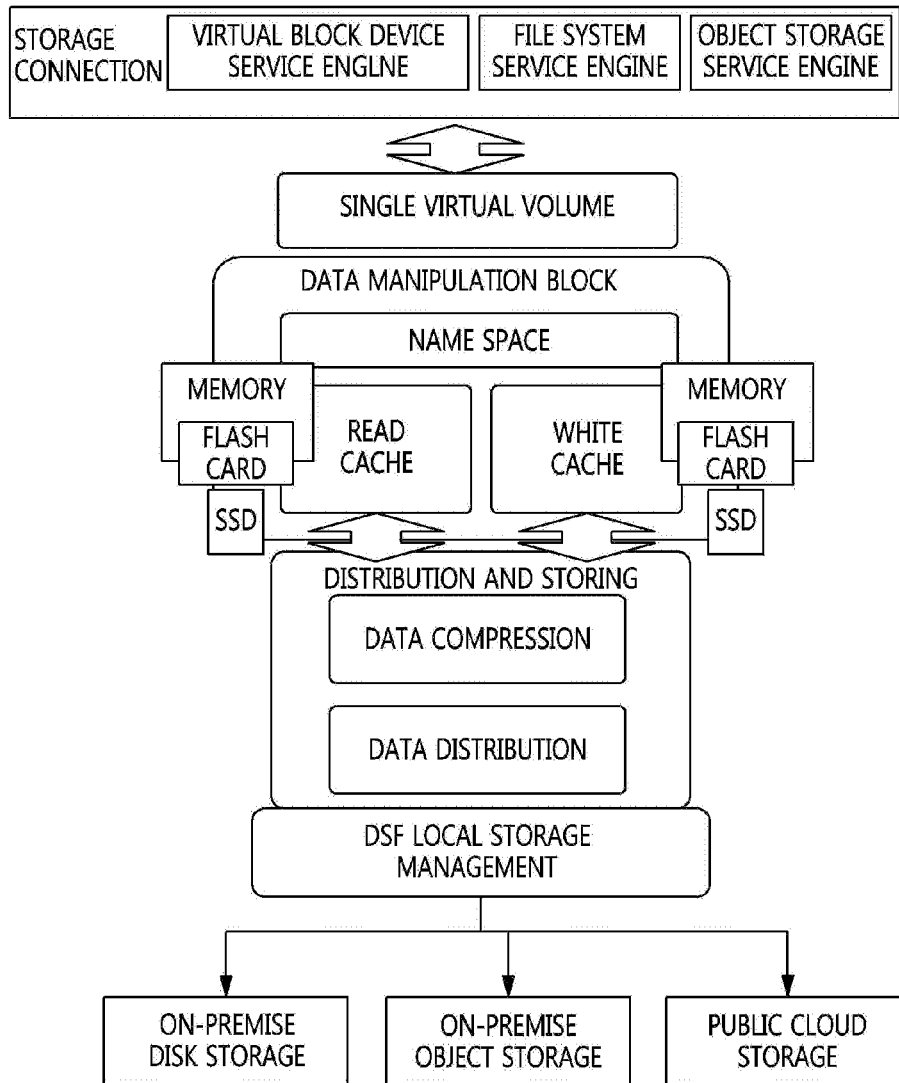 STORAGE
CONNECTION
VIRTUAL BLOCK DEVICE
SERVICE ENGLNE
FILE SYSTEM
SERVICE ENGINE
OBJECT STORAGE
SERVICE ENGINE
SINGLE VIRTUAL VOLUME
DATA MANIPULATION BLOCK
NAME SPACE
MEMORY
FLASH
CARD
SSD
READ
CACHE
WHITE
CACHE
MEMORY
FLASH
CARD
SSD
DISTRIBUTION AND STORING
DATA COMPRESSION
DATA DISTRIBUTION
DSF LOCAL STORAGE
MANAGEMENT
ON-PREMISE
DISK STORAGE
ON-PREMISE
OBJECT STORAGE
PUBLIC CLOUD
STORAGE